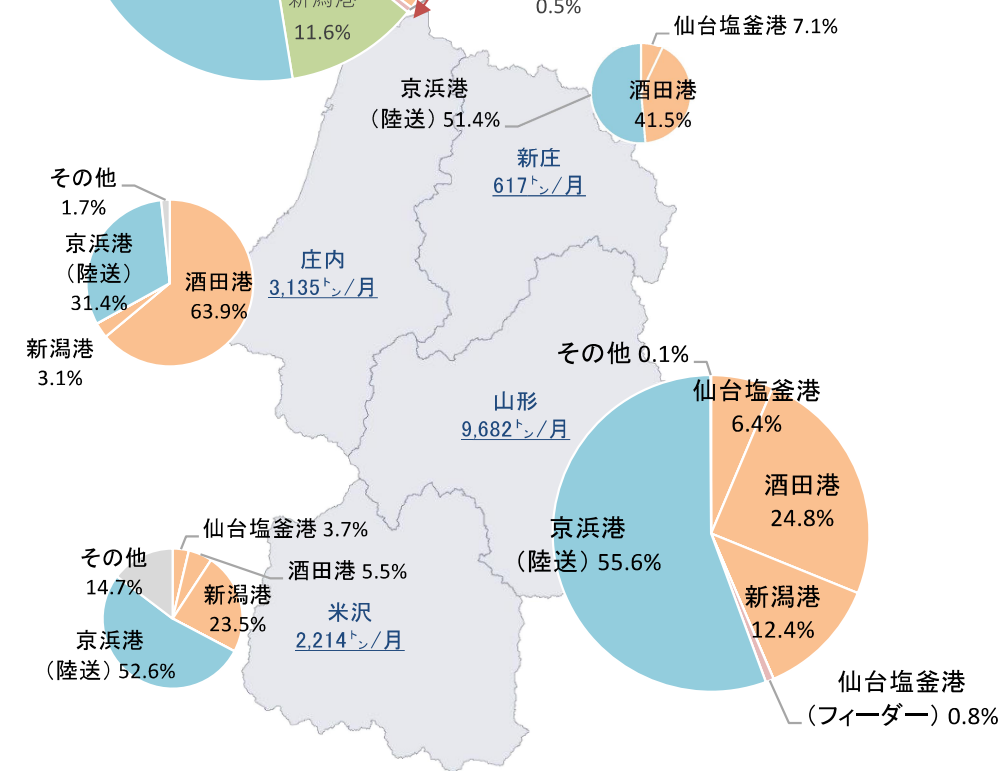 新潟港
11.6%
0.5%
仙台塩釜港 7.1%
京浜港
（陸送）51.4%
酒田港
41.5%
新庄
617㌧/月
その他
1.7%
京浜港
（陸送）
31.4%
酒田港
63.9%
新潟港
3.1%
庄内
3,135㌧/月
その他 0.1%
仙台塩釜港
6.4%
山形
9,682㌧/月
酒田港
24.8%
京浜港
（陸送）55.6%
新潟港
12.4%
仙台塩釜港
（フィーダー）0.8%
仙台塩釜港 3.7%
その他
14.7%
酒田港 5.5%
新潟港
23.5%
京浜港
（陸送）52.6%
米沢
2,214㌧/月